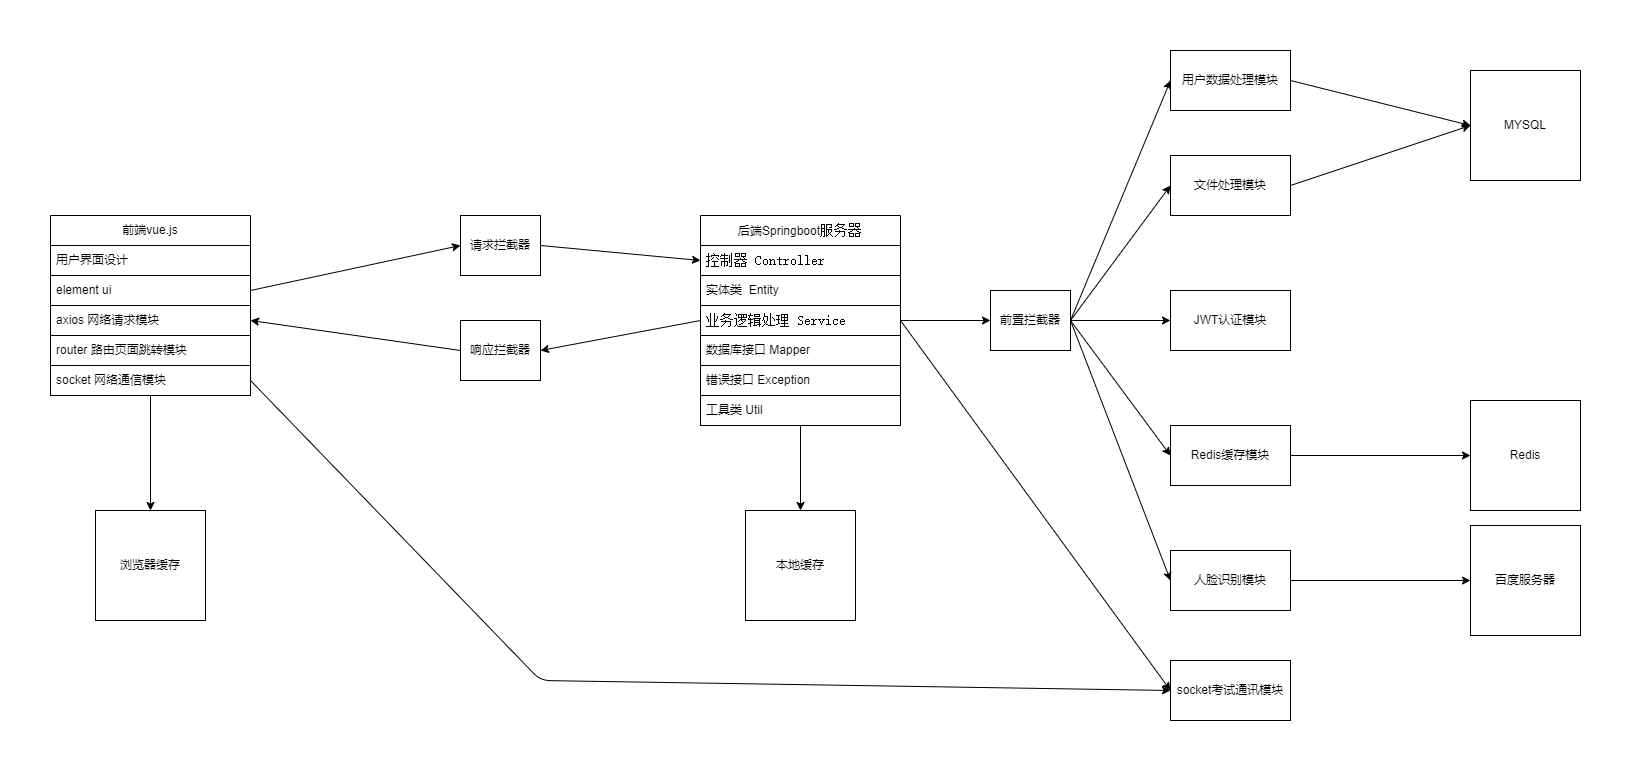 前端vue.js
用户界面设计
element ui
axios 网络请求模块
router 路由页面跳转模块
socket 网络通信模块
浏览器缓存
请求拦截器
响应拦截器
后端Springboot服务器
控制器 Controller
实体类 Entity
业务逻辑处理 Service
数据库接口 Mapper
错误接口 Exception
工具类 Util
本地缓存
前置拦截器
用户数据处理模块
文件处理模块
JWT认证模块
Redis缓存模块
人脸识别模块
socket考试通讯模块
MYSQL
Redis
百度服务器